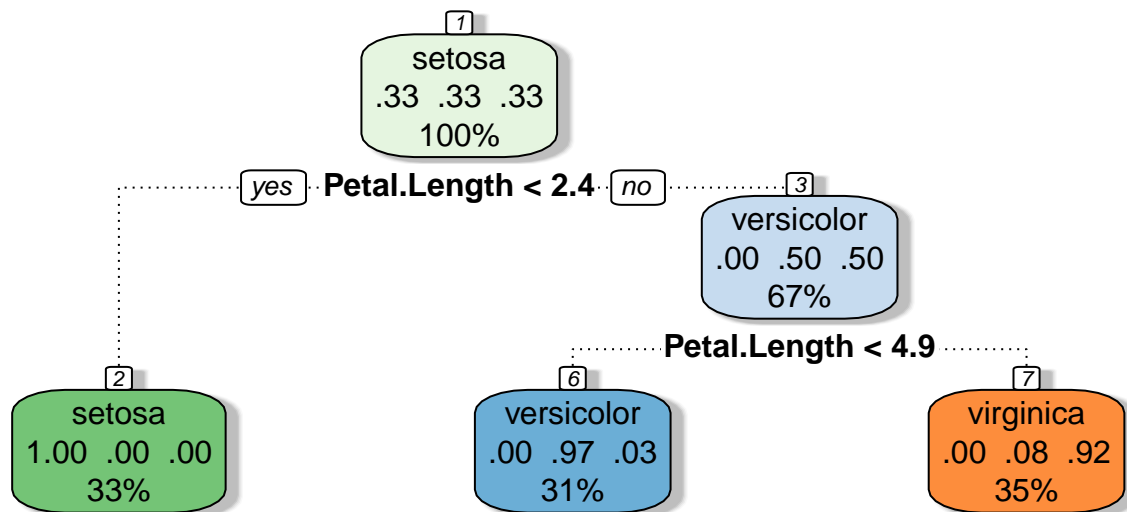 1
setosa
.33 .33 .33
100%
yes Petal.Length < 2.4 no
3
versicolor
.00 .50 .50
67%
Petal.Length < 4.9
2
setosa
1.00 .00 .00
33%
6
versicolor
.00 .97 .03
31%
7
virginica
.00 .08 .92
35%